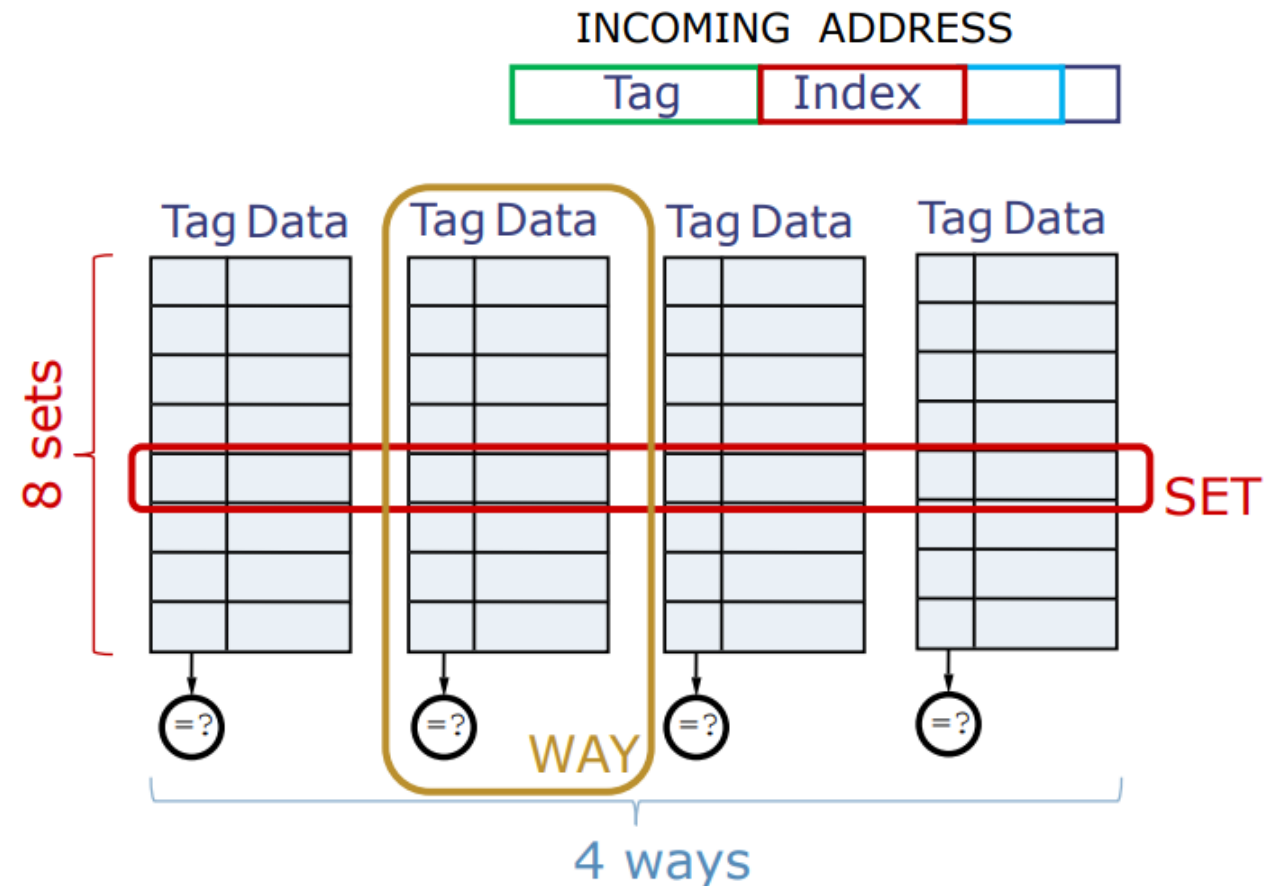 INCOMING ADDRESS
Tag Index
Tag Data Tag Data Tag Data Tag Data
8 sets
SET
=? =? =? =?
WAY
4 ways